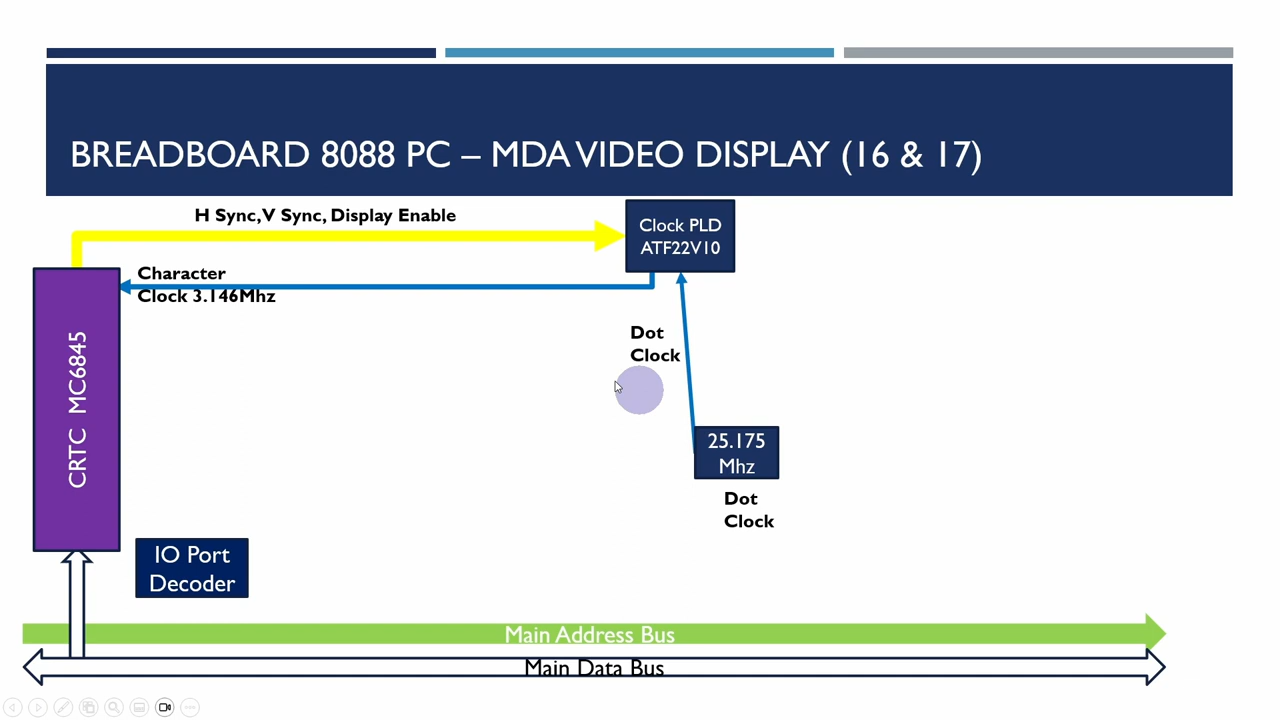 BREADBOARD 8088 PC – MDA VIDEO DISPLAY (16 & 17)
H Sync, V Sync, Display Enable
Clock PLD
ATF22V10
Character
Clock 3.146Mhz
CRTC MC6845
Dot
Clock
25.175
Mhz
Dot
Clock
IO Port
Decoder
Main Address Bus
Main Data Bus